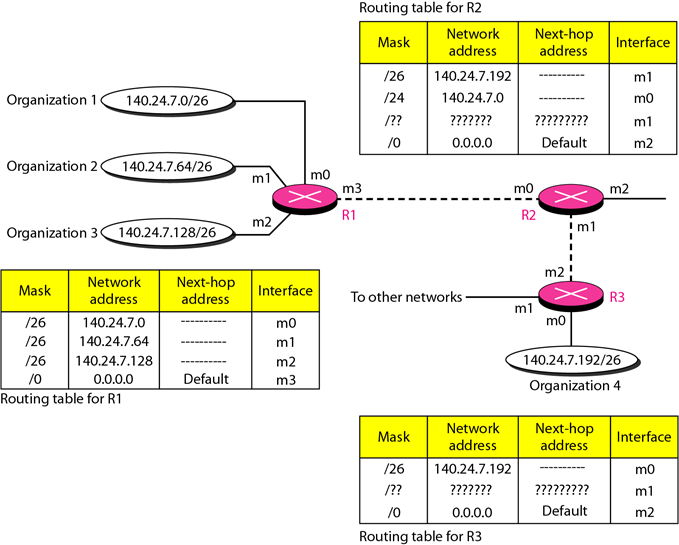 Routing table for R2
Mask Network address Next-hop address Interface
/26 140.24.7.192 ---------- m1
/24 140.24.7.0 ---------- m0
/?? ??????? ????????? m1
/0 0.0.0.0 Default m2
Organization 1 140.24.7.0/26
Organization 2 140.24.7.64/26
Organization 3 140.24.7.128/26
m0
m1
m2
m3
R1
m0
m2
R2
m1
m2
R3
To other networks
m1
m0
140.24.7.192/26
Organization 4
Mask Network address Next-hop address Interface
/26 140.24.7.0 ---------- m0
/26 140.24.7.64 ---------- m1
/26 140.24.7.128 ---------- m2
/0 0.0.0.0 Default m3
Routing table for R1
Mask Network address Next-hop address Interface
/26 140.24.7.192 ---------- m0
/?? ??????? ????????? m1
/0 0.0.0.0 Default m2
Routing table for R3